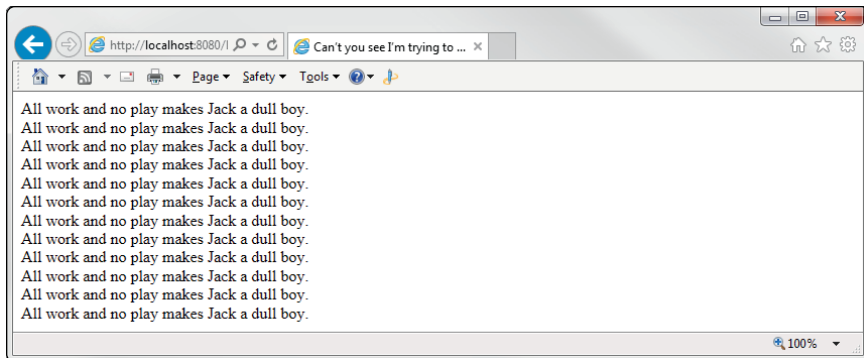 http://localhost:8080/l
Can't you see I'm trying to ...
Page Safety Tools
All work and no play makes Jack a dull boy.
All work and no play makes Jack a dull boy.
All work and no play makes Jack a dull boy.
All work and no play makes Jack a dull boy.
All work and no play makes Jack a dull boy.
All work and no play makes Jack a dull boy.
All work and no play makes Jack a dull boy.
All work and no play makes Jack a dull boy.
All work and no play makes Jack a dull boy.
All work and no play makes Jack a dull boy.
All work and no play makes Jack a dull boy.
All work and no play makes Jack a dull boy.
100%